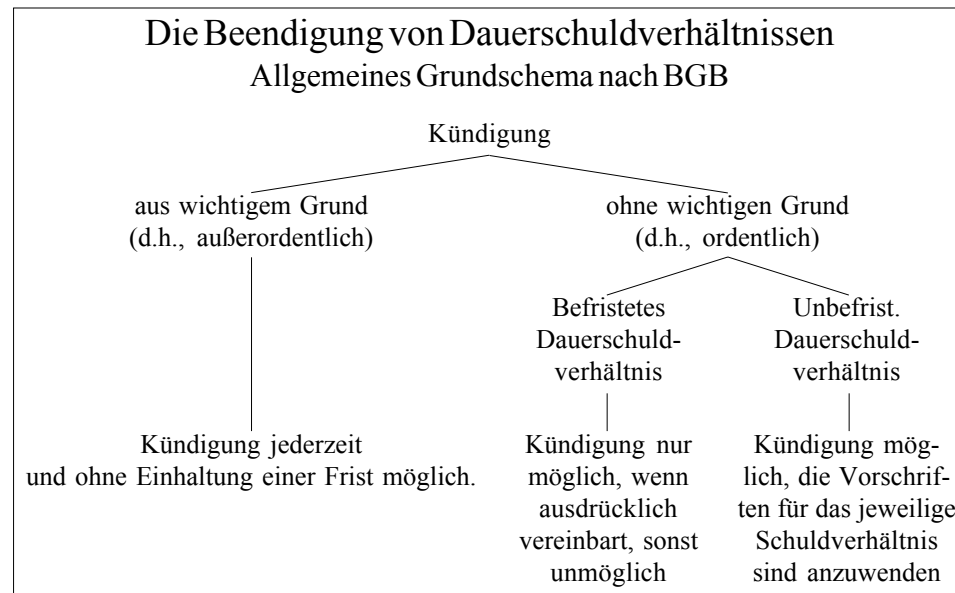 Die Beendigung von Dauerschuldverhältnissen
Allgemeines Grundschema nach BGB
Kündigung
aus wichtigem Grund
(d.h., außerordentlich)
ohne wichtigen Grund
(d.h., ordentlich)
Befristetes
Dauerschuld-
verhältnis
Unbefrist.
Dauerschuld-
verhältnis
Kündigung jederzeit
und ohne Einhaltung einer Frist möglich.
Kündigung nur
möglich, wenn
ausdrücklich
vereinbart, sonst
unmöglich
Kündigung mög-
lich, die Vorschrif-
ten für das jeweilige
Schuldverhältnis
sind anzuwenden